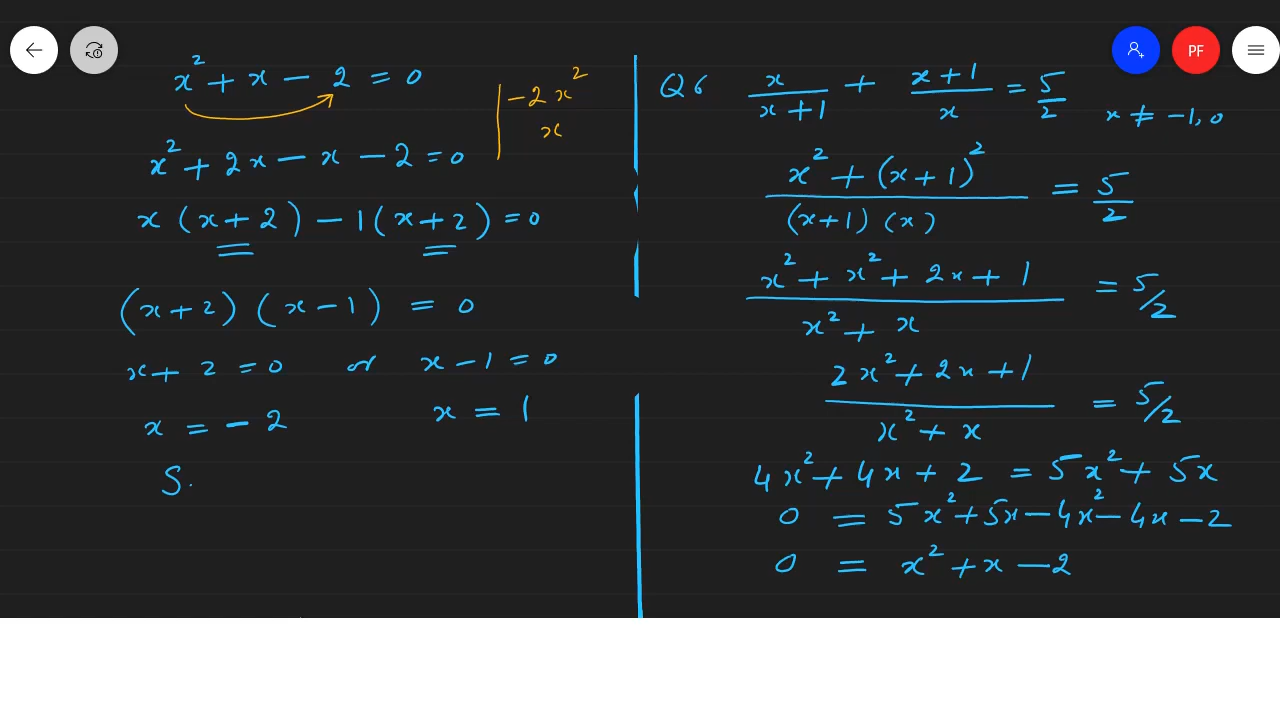 x² + x - 2 = 0
-2x²
x
x² + 2x - x - 2 = 0
x (x + 2) - 1 (x + 2) = 0
(x + 2) (x - 1) = 0
x + 2 = 0 or x - 1 = 0
x = - 2 x = 1
S.
Q6 x/(x + 1) + (x + 1)/x = 5/2 x ≠ -1, 0
(x² + (x + 1)²)/((x + 1) (x)) = 5/2
(x² + x² + 2x + 1)/(x² + x) = 5/2
(2x² + 2x + 1)/(x² + x) = 5/2
4x² + 4x + 2 = 5x² + 5x
0 = 5x² + 5x - 4x² - 4x - 2
0 = x² + x - 2
PF